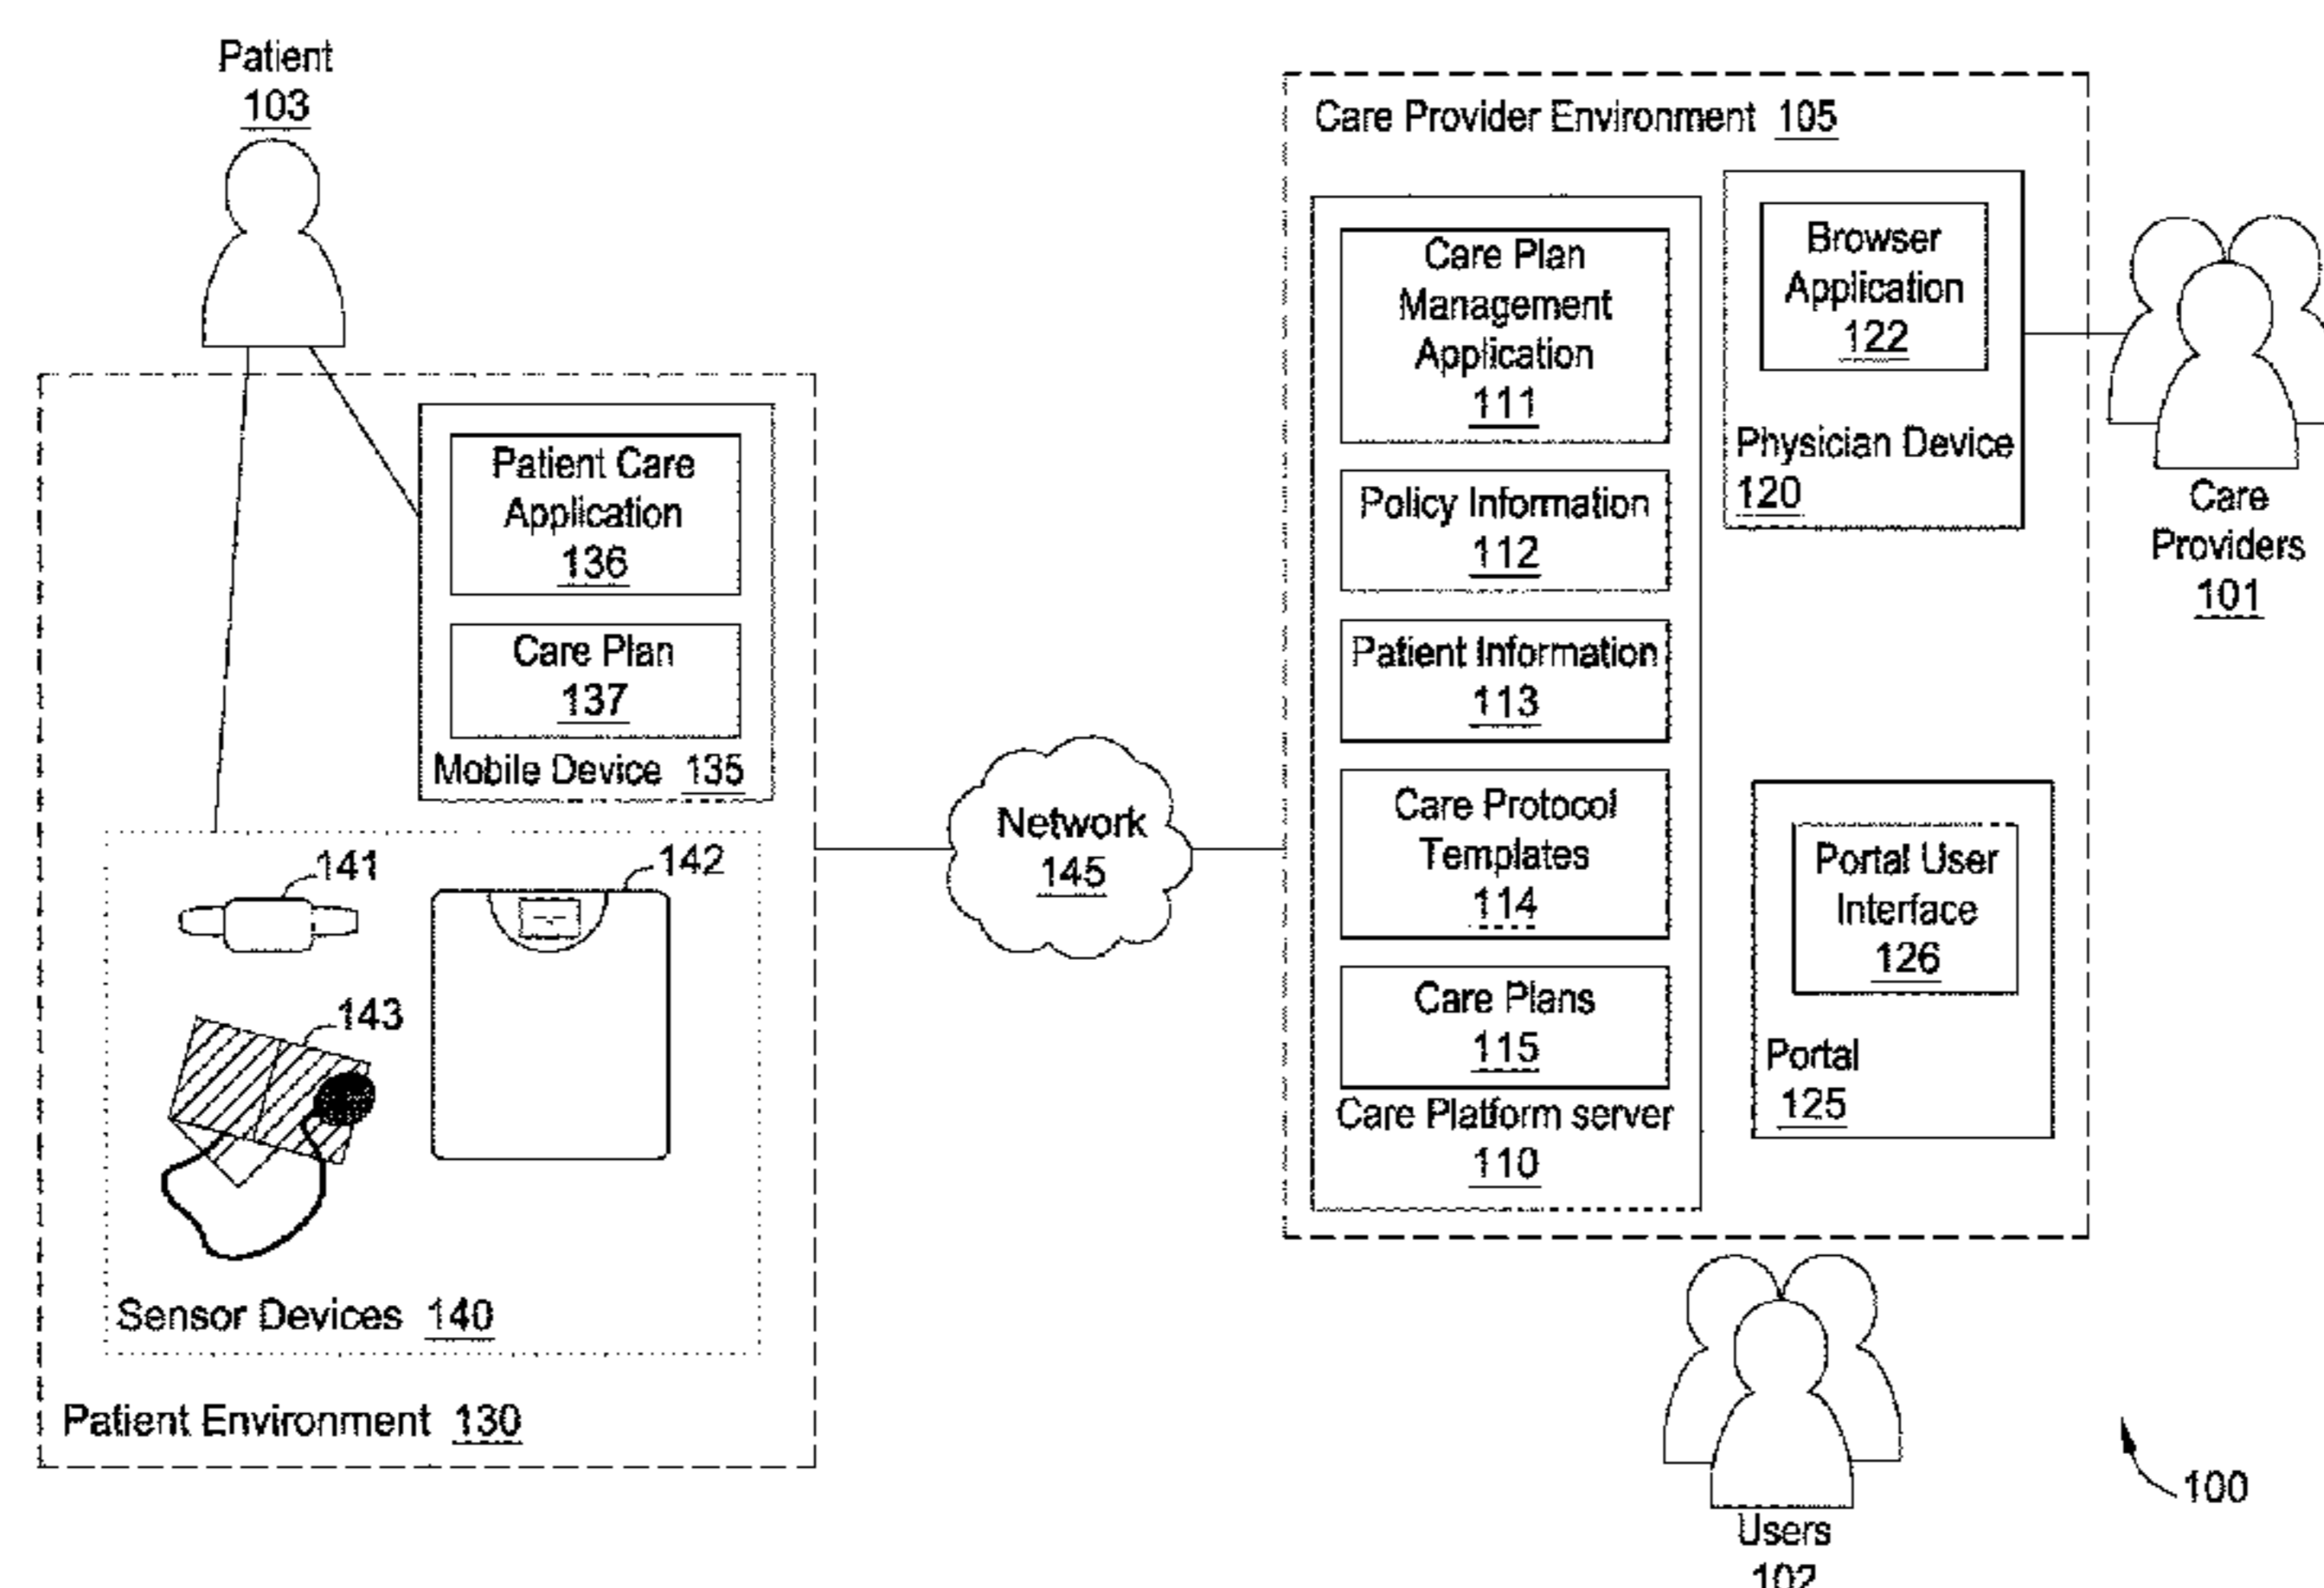 Patient
103
Patient Care
Application
136
Care Plan
137
Mobile Device 135
141
142
143
Sensor Devices 140
Patient Environment 130
Network
145
Care Provider Environment 105
Care Plan
Management
Application
111
Policy Information
112
Patient Information
113
Care Protocol
Templates
114
Care Plans
115
Care Platform server
110
Browser
Application
122
Physician Device
120
Portal User
Interface
126
Portal
125
Care
Providers
101
Users
102
100